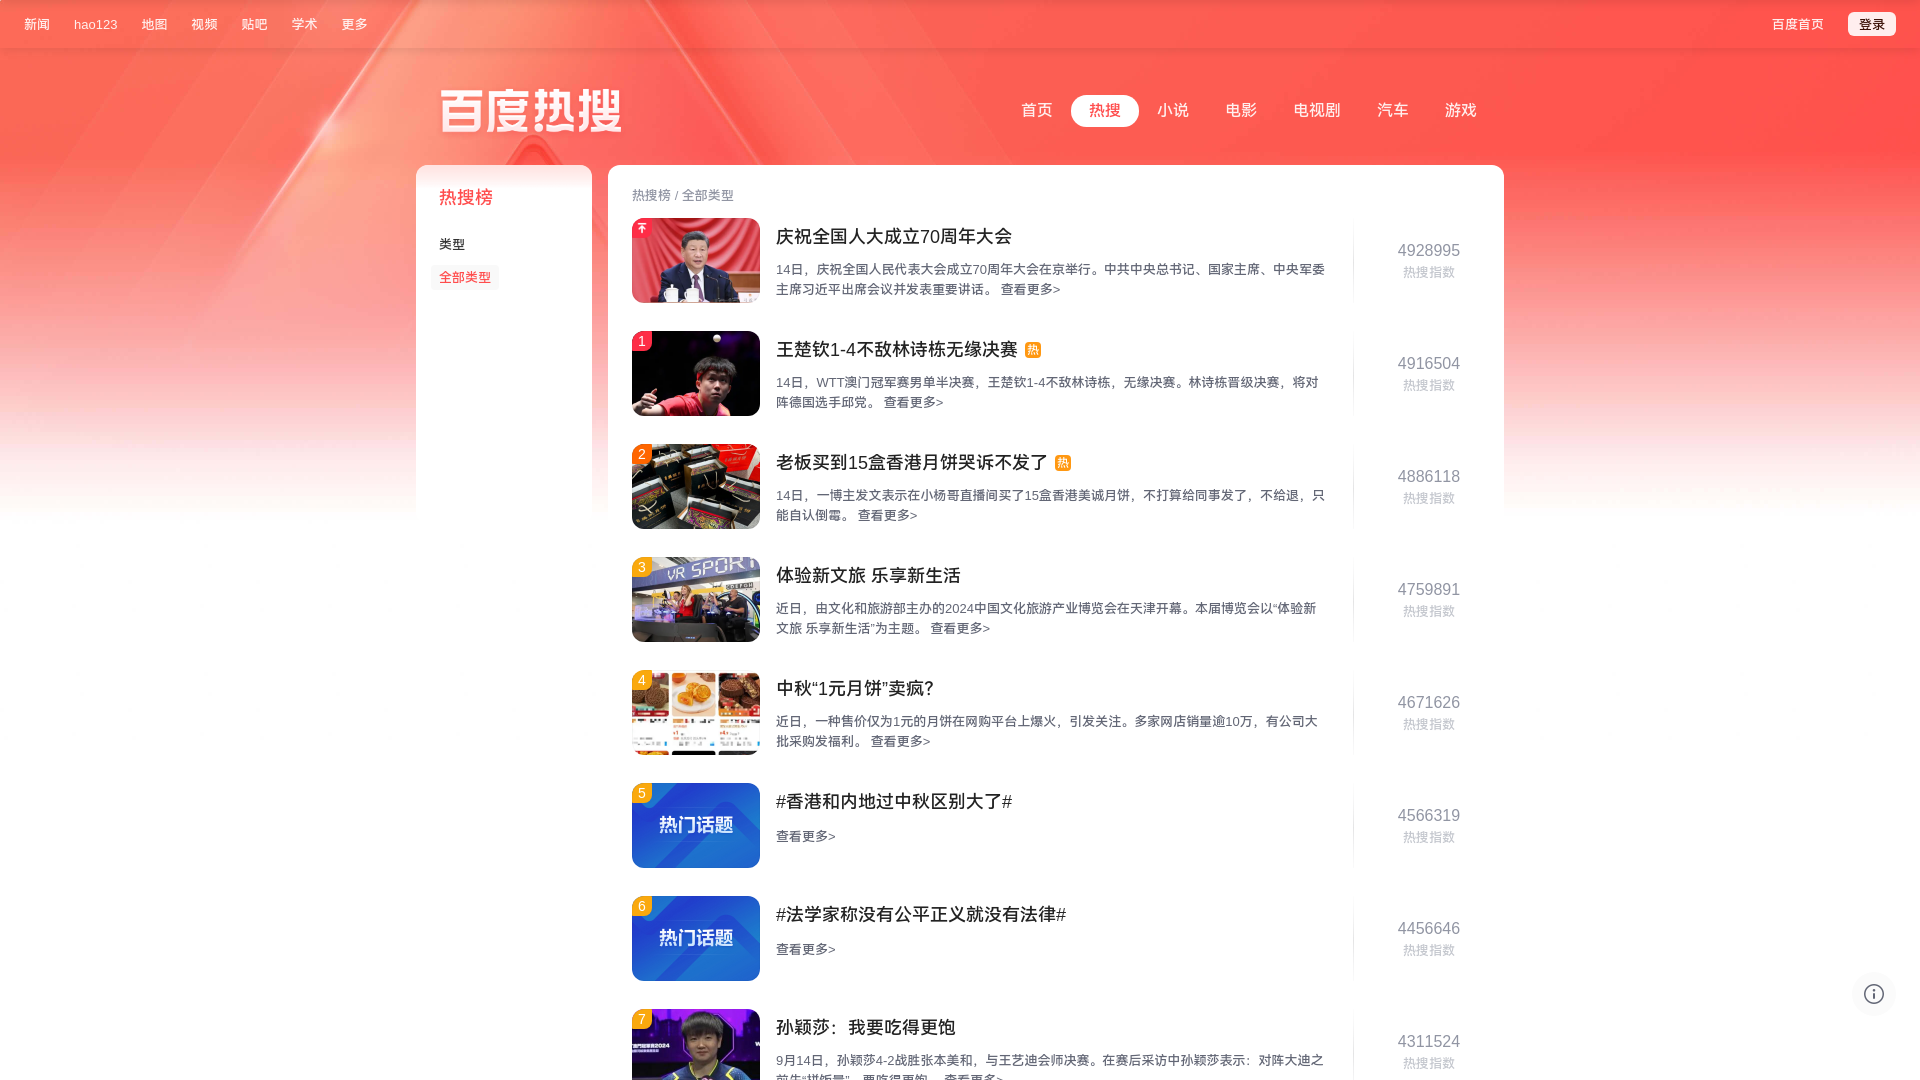 新闻 hao123 地图 视频 贴吧 学术 更多 百度首页 登录
百度热搜
首页 热搜 小说 电影 电视剧 汽车 游戏
热搜榜
类型
全部类型
热搜榜 / 全部类型
庆祝全国人大成立70周年大会
14日，庆祝全国人民代表大会成立70周年大会在京举行。中共中央总书记、国家主席、中央军委
主席习近平出席会议并发表重要讲话。 查看更多>
4928995
热搜指数
1
王楚钦1-4不敌林诗栋无缘决赛 热
14日，WTT澳门冠军赛男单半决赛，王楚钦1-4不敌林诗栋，无缘决赛。林诗栋晋级决赛，将对
阵德国选手邱党。 查看更多>
4916504
热搜指数
2
老板买到15盒香港月饼哭诉不发了 热
14日，一博主发文表示在小杨哥直播间买了15盒香港美诚月饼，不打算给同事发了，不给退，只
能自认倒霉。 查看更多>
4886118
热搜指数
3
VR SPORT
体验新文旅 乐享新生活
近日，由文化和旅游部主办的2024中国文化旅游产业博览会在天津开幕。本届博览会以“体验新
文旅 乐享新生活”为主题。 查看更多>
4759891
热搜指数
4
中秋“1元月饼”卖疯？
近日，一种售价仅为1元的月饼在网购平台上爆火，引发关注。多家网店销量逾10万，有公司大
批采购发福利。 查看更多>
4671626
热搜指数
5
热门话题
#香港和内地过中秋区别大了#
查看更多>
4566319
热搜指数
6
热门话题
#法学家称没有公平正义就没有法律#
查看更多>
4456646
热搜指数
7
孙颖莎：我要吃得更饱
9月14日，孙颖莎4-2战胜张本美和，与王艺迪会师决赛。在赛后采访中孙颖莎表示：对阵大迪之
前先“拼饭量”，要吃得更饱。 查看更多>
4311524
热搜指数